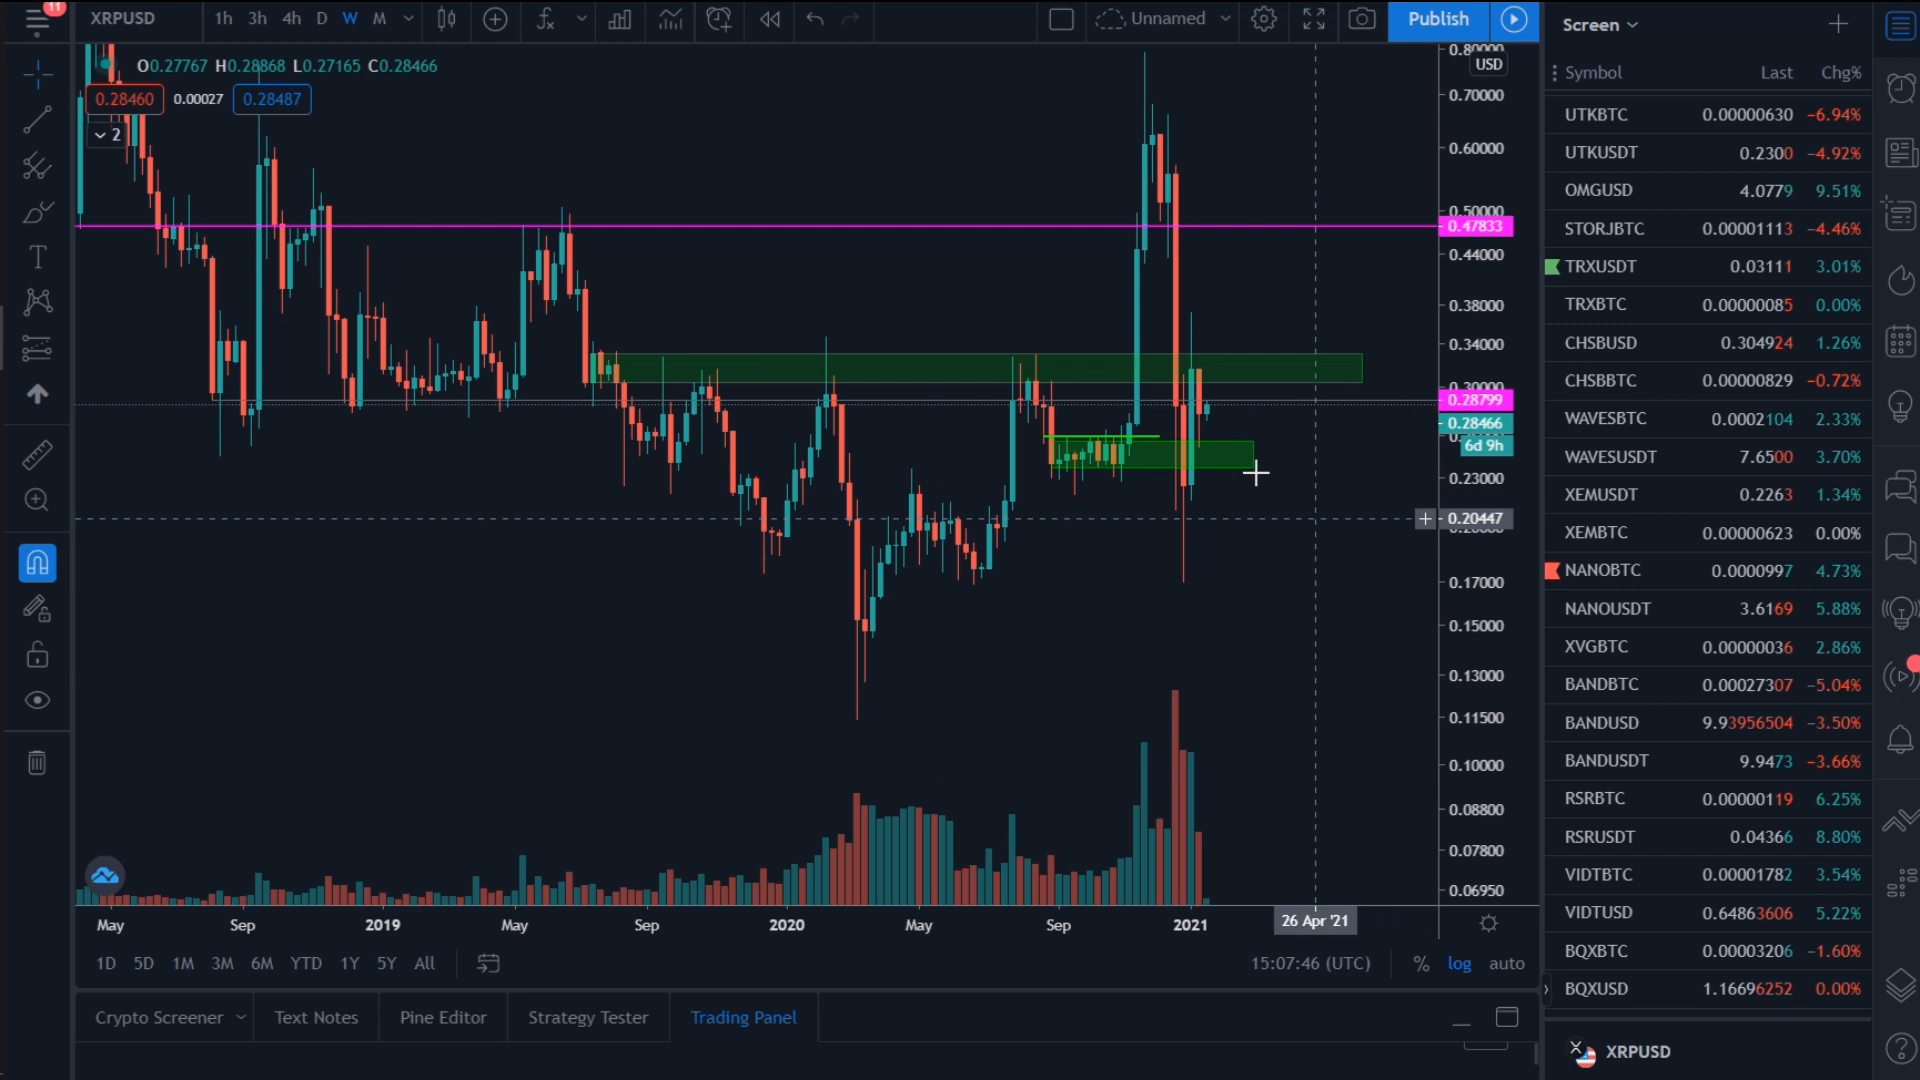 11
XRPUSD
1h 3h 4h D W M
Unnamed
Publish
Screen
O0.27767 H0.28868 L0.27165 C0.28466
0.28460 0.00027 0.28487
2
0.80000
USD
0.70000
0.60000
0.50000
0.47833
0.44000
0.38000
0.34000
0.30000
0.28799
0.28466
6d 9h
0.23000
0.20447
0.17000
0.15000
0.13000
0.11500
0.10000
0.08800
0.07800
0.06950
May Sep 2019 May Sep 2020 May Sep 2021 26 Apr '21
1D 5D 1M 3M 6M YTD 1Y 5Y All
15:07:46 (UTC) % log auto
Crypto Screener Text Notes Pine Editor Strategy Tester Trading Panel
Symbol Last Chg%
UTKBTC 0.00000630 −6.94%
UTKUSDT 0.2300 −4.92%
OMGUSD 4.0779 9.51%
STORJBTC 0.00001113 −4.46%
TRXUSDT 0.03111 3.01%
TRXBTC 0.00000085 0.00%
CHSBUSD 0.304924 1.26%
CHSBBTC 0.00000829 −0.72%
WAVESBTC 0.0002104 2.33%
WAVESUSDT 7.6500 3.70%
XEMUSDT 0.2263 1.34%
XEMBTC 0.00000623 0.00%
NANOBTC 0.0000997 4.73%
NANOUSDT 3.6169 5.88%
XVGBTC 0.00000036 2.86%
BANDBTC 0.00027307 −5.04%
BANDUSD 9.93956504 −3.50%
BANDUSDT 9.9473 −3.66%
RSRBTC 0.00000119 6.25%
RSRUSDT 0.04366 8.80%
VIDTBTC 0.00001782 3.54%
VIDTUSD 0.64863606 5.22%
BQXBTC 0.00003206 −1.60%
BQXUSD 1.16696252 0.00%
XRPUSD